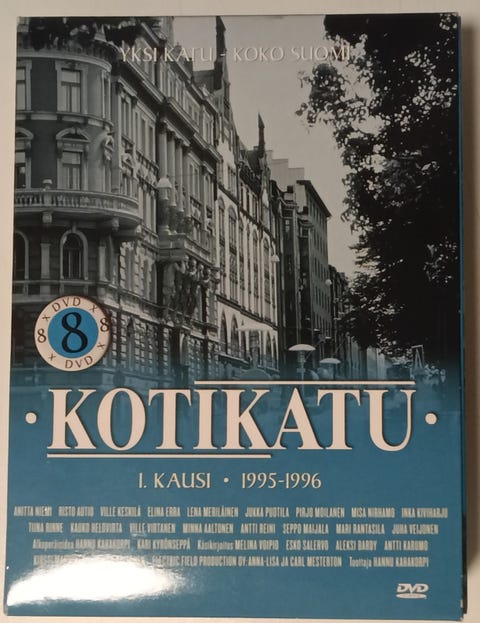 YKSI KATU - KOKO SUOMI
8 x DVD x 8 x DVD x
8
· KOTIKATU ·
I. KAUSI · 1995-1996
ANITTA NIEMI RISTO AUTIO VILLE KESKILÄ ELINA ERRA LENA MERILÄINEN JUKKA PUOTILA PIRJO MOILANEN MISA NIRHAMO INKA KIVIHARJU
TIINA RINNE KAUKO HELOVIRTA VILLE VIRTANEN MINNA AALTONEN ANTTI REINI SEPPO MAIJALA MARI RANTASILA JUHA VEIJONEN
Alkuperäisidea HANNU KAHAKORPI KARI KYRÖNSEPPÄ Käsikirjoitus MELINA VOIPIO ESKO SALERVO ALEKSI BARDY ANTTI KARUMO
ELECTRIC FIELD PRODUCTION OY: ANNA-LISA JA CARL MESTERTON Tuottaja HANNU KAHAKORPI
DVD